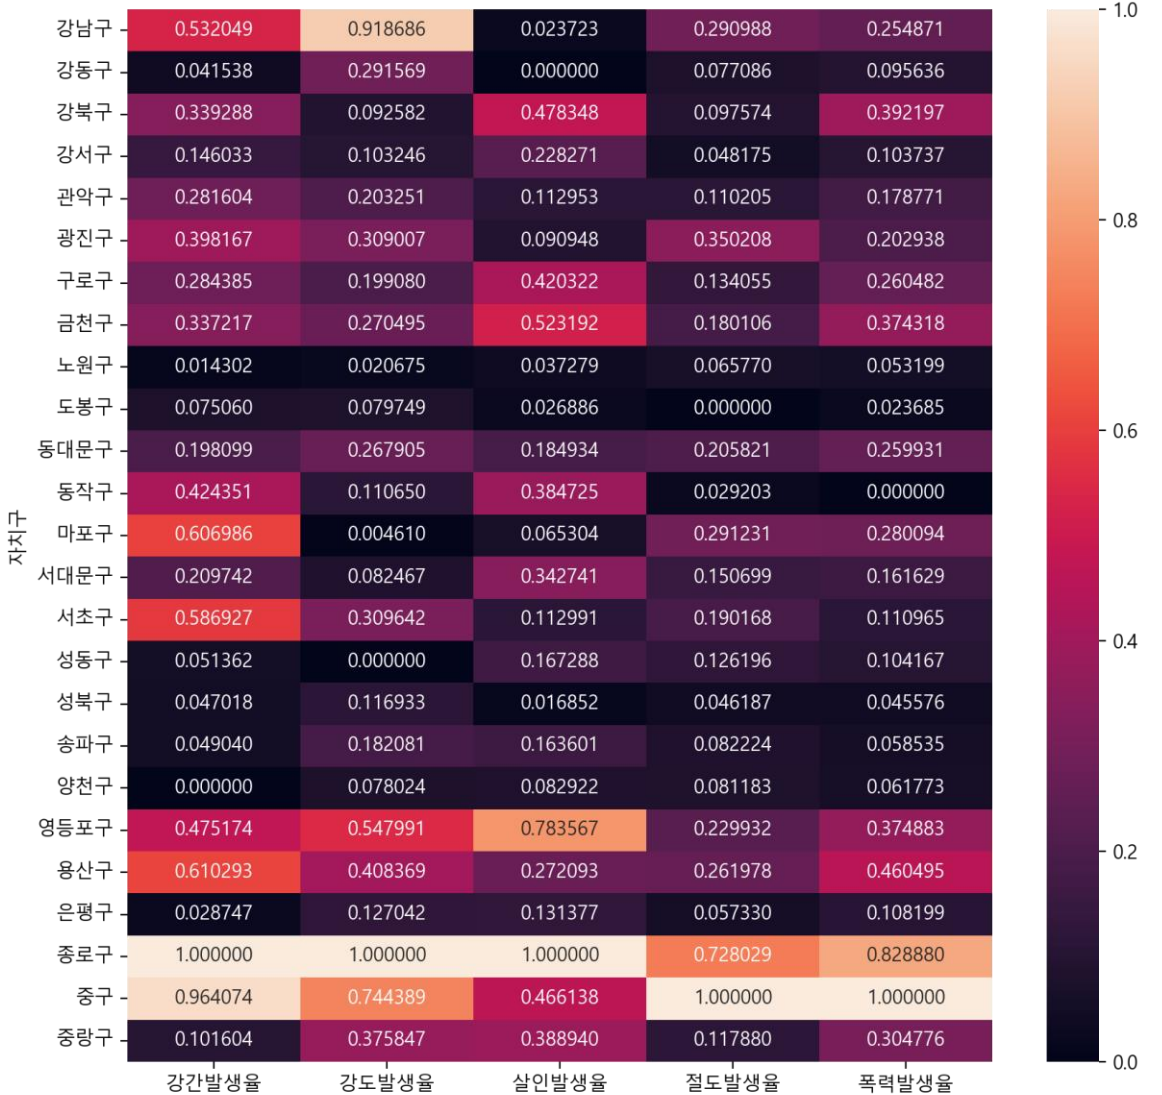 강남구 0.532049 0.918686 0.023723 0.290988 0.254871
강동구 0.041538 0.291569 0.000000 0.077086 0.095636
강북구 0.339288 0.092582 0.478348 0.097574 0.392197
강서구 0.146033 0.103246 0.228271 0.048175 0.103737
관악구 0.281604 0.203251 0.112953 0.110205 0.178771
광진구 0.398167 0.309007 0.090948 0.350208 0.202938
구로구 0.284385 0.199080 0.420322 0.134055 0.260482
금천구 0.337217 0.270495 0.523192 0.180106 0.374318
노원구 0.014302 0.020675 0.037279 0.065770 0.053199
도봉구 0.075060 0.079749 0.026886 0.000000 0.023685
동대문구 0.198099 0.267905 0.184934 0.205821 0.259931
동작구 0.424351 0.110650 0.384725 0.029203 0.000000
마포구 0.606986 0.004610 0.065304 0.291231 0.280094
서대문구 0.209742 0.082467 0.342741 0.150699 0.161629
서초구 0.586927 0.309642 0.112991 0.190168 0.110965
성동구 0.051362 0.000000 0.167288 0.126196 0.104167
성북구 0.047018 0.116933 0.016852 0.046187 0.045576
송파구 0.049040 0.182081 0.163601 0.082224 0.058535
양천구 0.000000 0.078024 0.082922 0.081183 0.061773
영등포구 0.475174 0.547991 0.783567 0.229932 0.374883
용산구 0.610293 0.408369 0.272093 0.261978 0.460495
은평구 0.028747 0.127042 0.131377 0.057330 0.108199
종로구 1.000000 1.000000 1.000000 0.728029 0.828880
중구 0.964074 0.744389 0.466138 1.000000 1.000000
중랑구 0.101604 0.375847 0.388940 0.117880 0.304776
강간발생율 강도발생율 살인발생율 절도발생율 폭력발생율
자치구
1.0
0.8
0.6
0.4
0.2
0.0